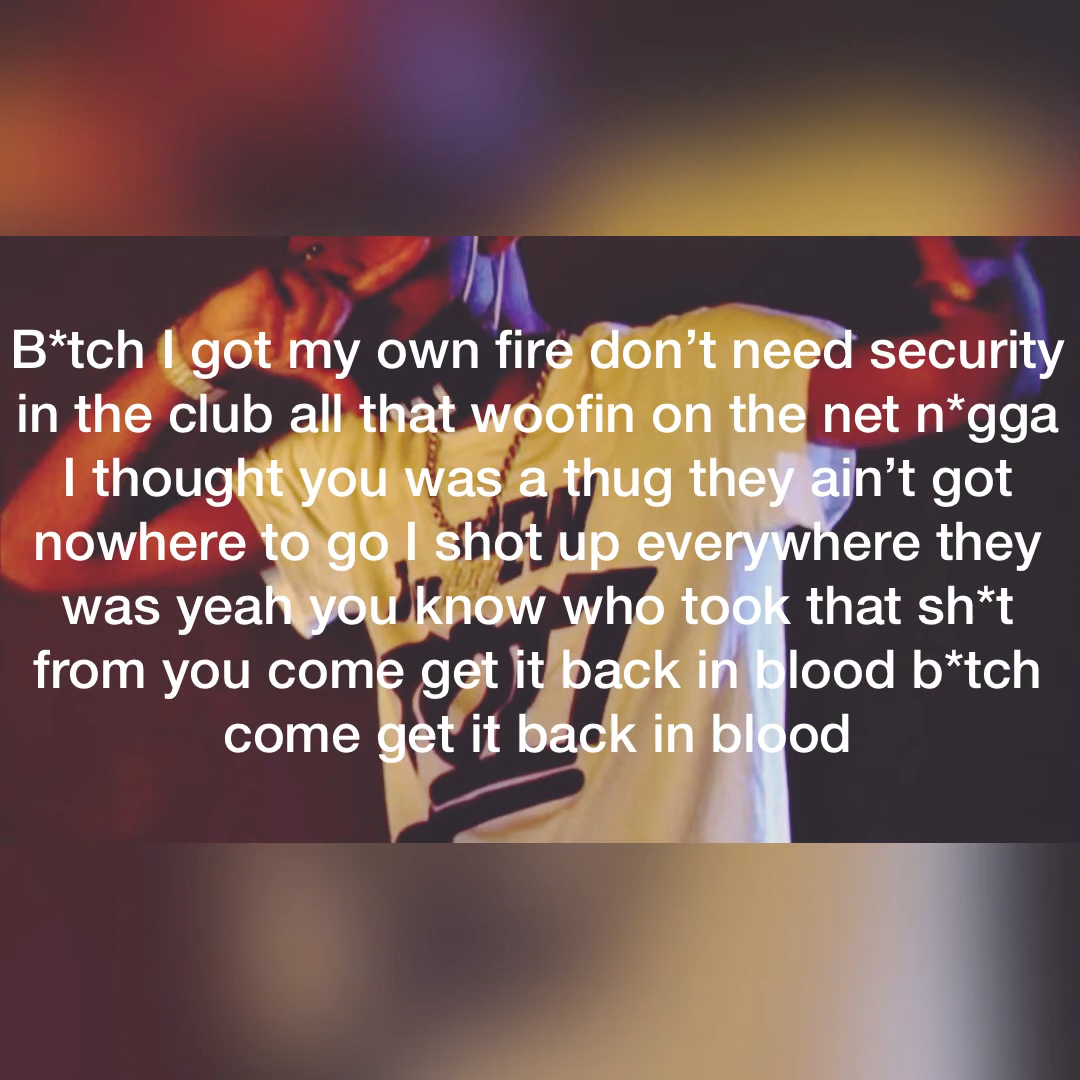 B*tch I got my own fire don’t need security
in the club all that woofin on the net n*gga
I thought you was a thug they ain’t got
nowhere to go I shot up everywhere they
was yeah you know who took that sh*t
from you come get it back in blood b*tch
come get it back in blood